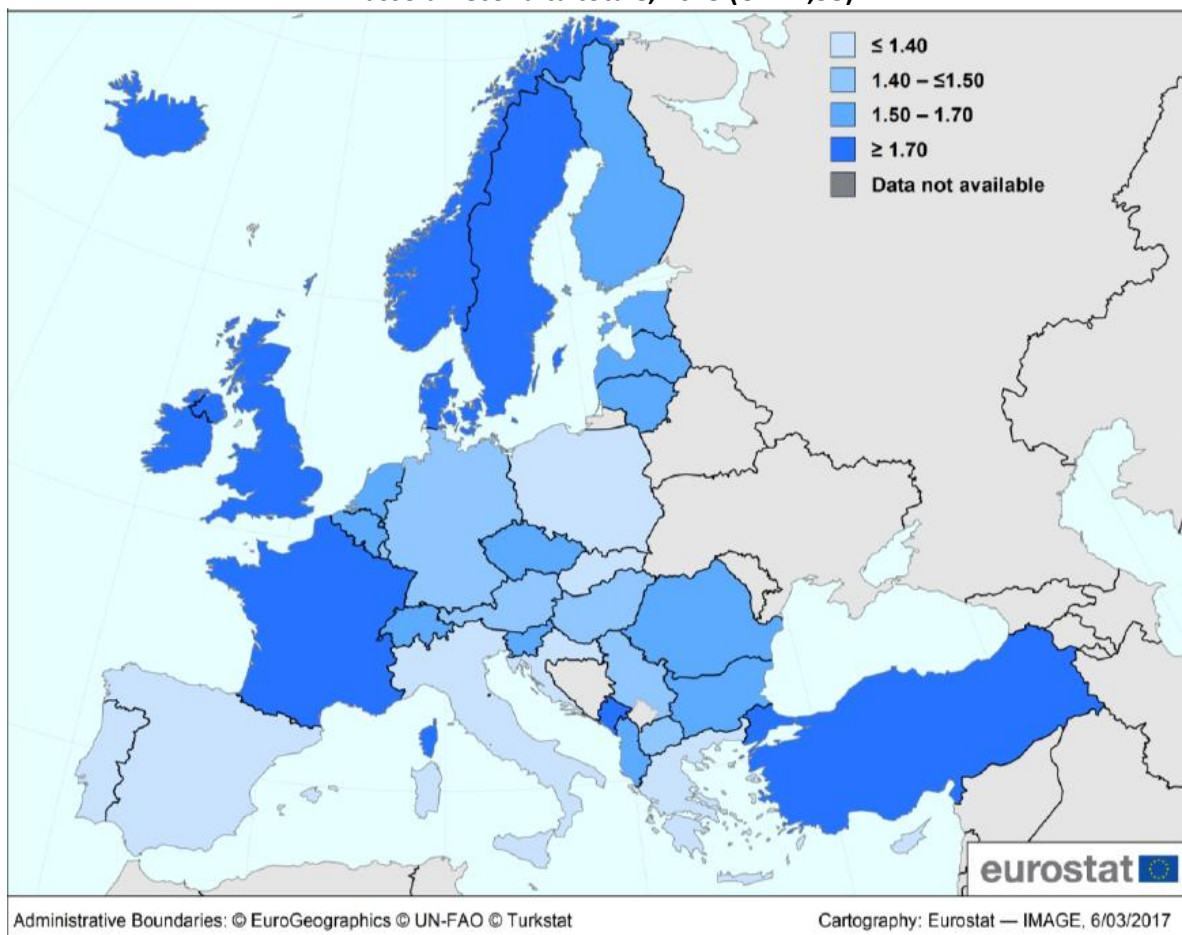 ≤ 1.40
1.40 – ≤1.50
1.50 – 1.70
≥ 1.70
Data not available
eurostat
Administrative Boundaries: © EuroGeographics © UN-FAO © Turkstat
Cartography: Eurostat — IMAGE, 6/03/2017